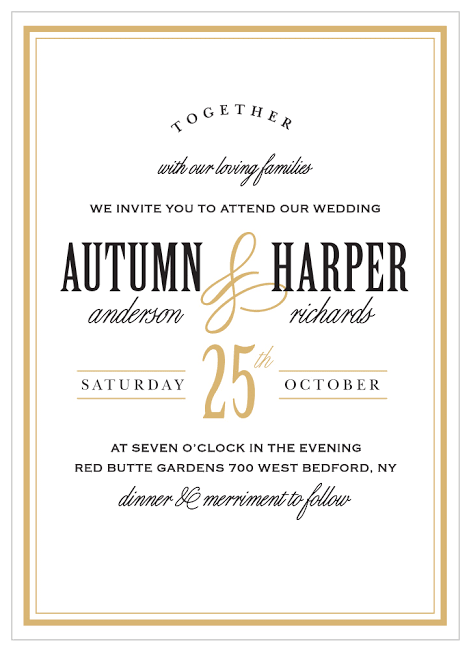 TOGETHER
with our loving families
WE INVITE YOU TO ATTEND OUR WEDDING
AUTUMN & HARPER
anderson richards
SATURDAY 25th OCTOBER
AT SEVEN O'CLOCK IN THE EVENING
RED BUTTE GARDENS 700 WEST BEDFORD, NY
dinner & merriment to follow